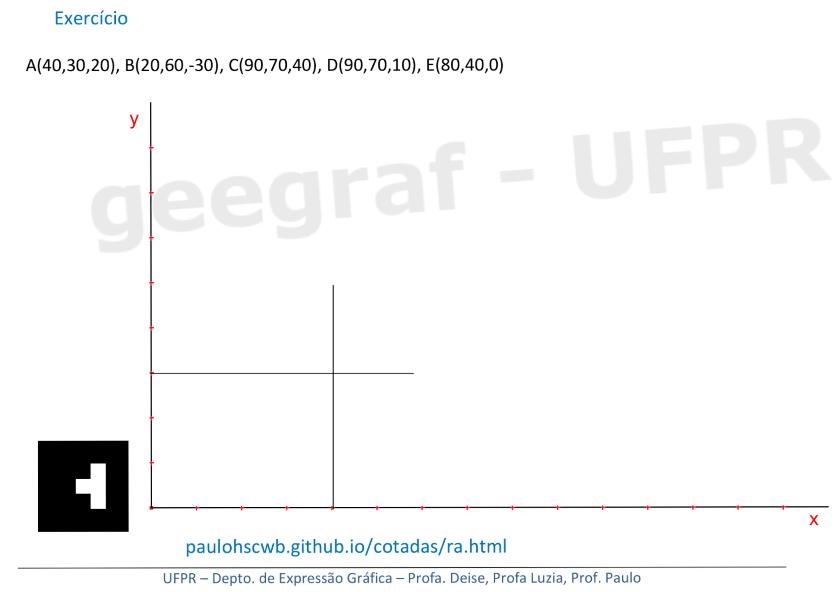 Exercício
A(40,30,20), B(20,60,-30), C(90,70,40), D(90,70,10), E(80,40,0)
y
geegraf - UFPR
x
paulohscwb.github.io/cotadas/ra.html
UFPR – Depto. de Expressão Gráfica – Profa. Deise, Profa Luzia, Prof. Paulo